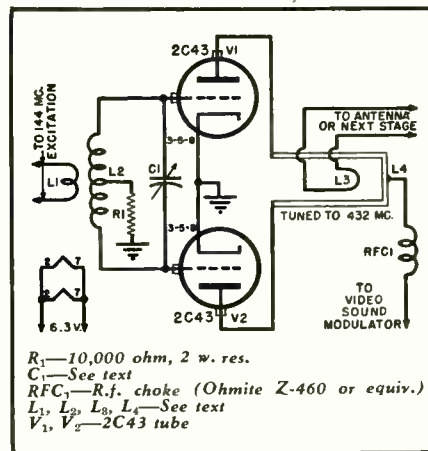 2C43 V1
TO 144 MC.
EXCITATION
L1
L2
R1
C1
3-5-8
3-5-8
TO ANTENNA
OR NEXT STAGE
L3
L4
TUNED TO 432 MC.
RFC1
TO
VIDEO
SOUND
MODULATOR
2C43 V2
2 7
2 7
6.3 V.
R₁—10,000 ohm, 2 w. res.
C₁—See text
RFC₁—R.f. choke (Ohmite Z-460 or equiv.)
L₁, L₂, L₃, L₄—See text
V₁, V₂—2C43 tube